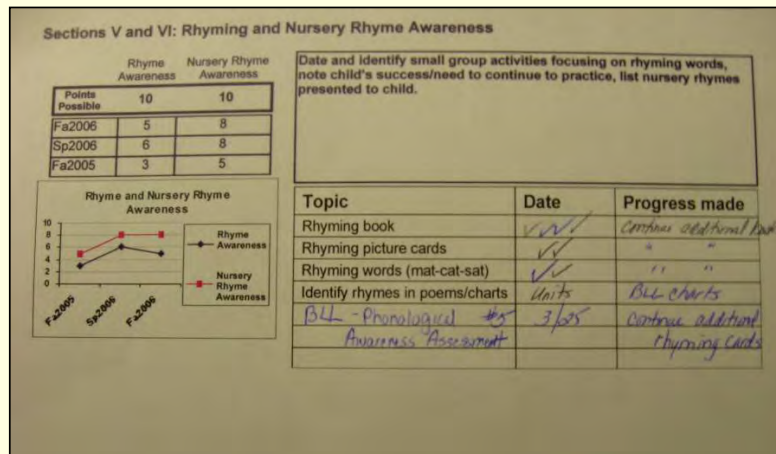 Sections V and VI: Rhyming and Nursery Rhyme Awareness
Rhyme Awareness Nursery Rhyme Awareness
Points Possible 10 10
Fa2006 5 8
Sp2006 6 8
Fa2005 3 5
Date and identify small group activities focusing on rhyming words,
note child's success/need to continue to practice, list nursery rhymes
presented to child.
Rhyme and Nursery Rhyme
Awareness
10
8
6
4
2
0
Fa2005 Sp2006 Fa2006
Rhyme
Awareness
Nursery
Rhyme
Awareness
Topic Date Progress made
Rhyming book ✓✓✓ Continue additional
Rhyming picture cards ✓✓ " "
Rhyming words (mat-cat-sat) ✓✓ " "
Identify rhymes in poems/charts Units BLL Charts
BLL - Phonological #5 3/25 Continue additional
Awareness Assessment rhyming cards